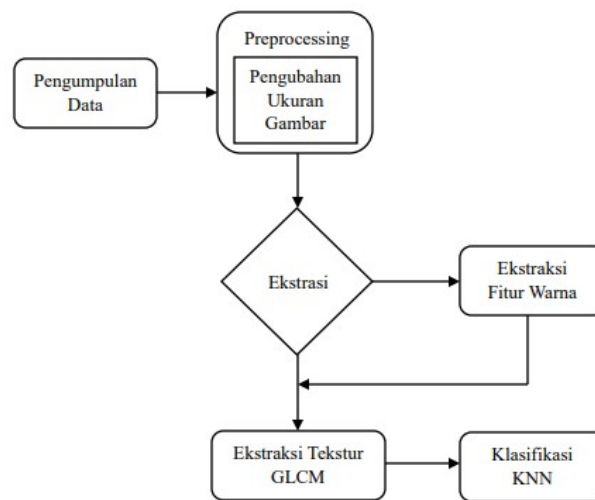 Preprocessing
Pengumpulan
Data
Pengubahan
Ukuran
Gambar
Ekstrasi
Ekstraksi
Fitur Warna
Ekstraksi Tekstur
GLCM
Klasifikasi
KNN